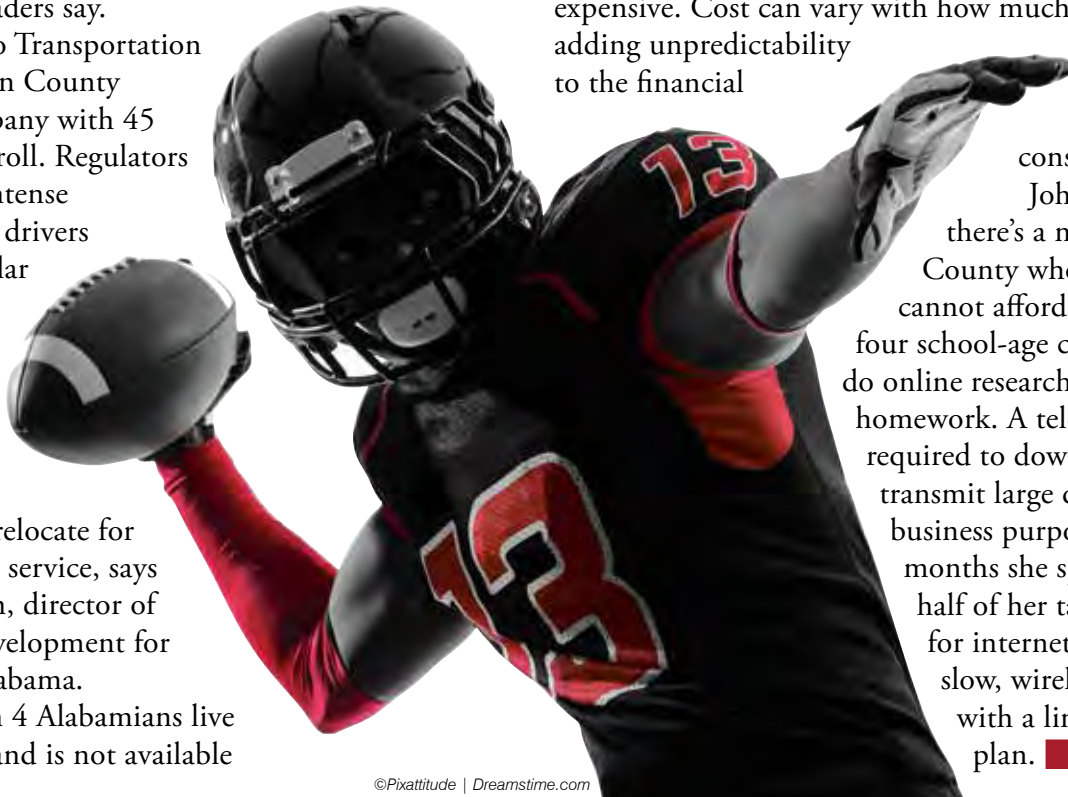 aders say.
o Transportation
n County
pany with 45
roll. Regulators
ntense
drivers
lar
relocate for
service, says
n, director of
velopment for
abama.
n 4 Alabamians live
and is not available
expensive. Cost can vary with how much
adding unpredictability
to the financial
cons
Joh
there’s a
County who
cannot afford
four school-age c
do online research
homework. A tele
required to dow
transmit large
business purpo
months she sp
half of her ta
for internet
slow, wirel
with a lin
plan.
13
13
©Pixattitude | Dreamstime.com